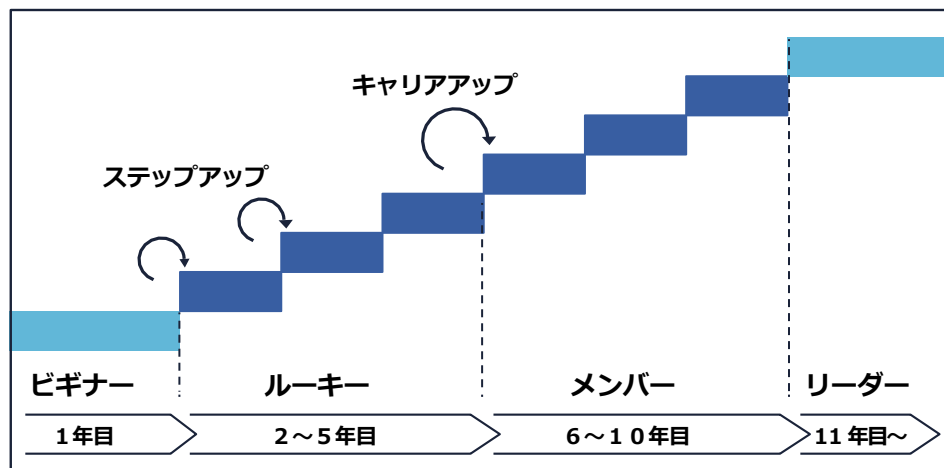 キャリアアップ
ステップアップ
ビギナー
ルーキー
メンバー
リーダー
1年目
2～5年目
6～10年目
11年目～